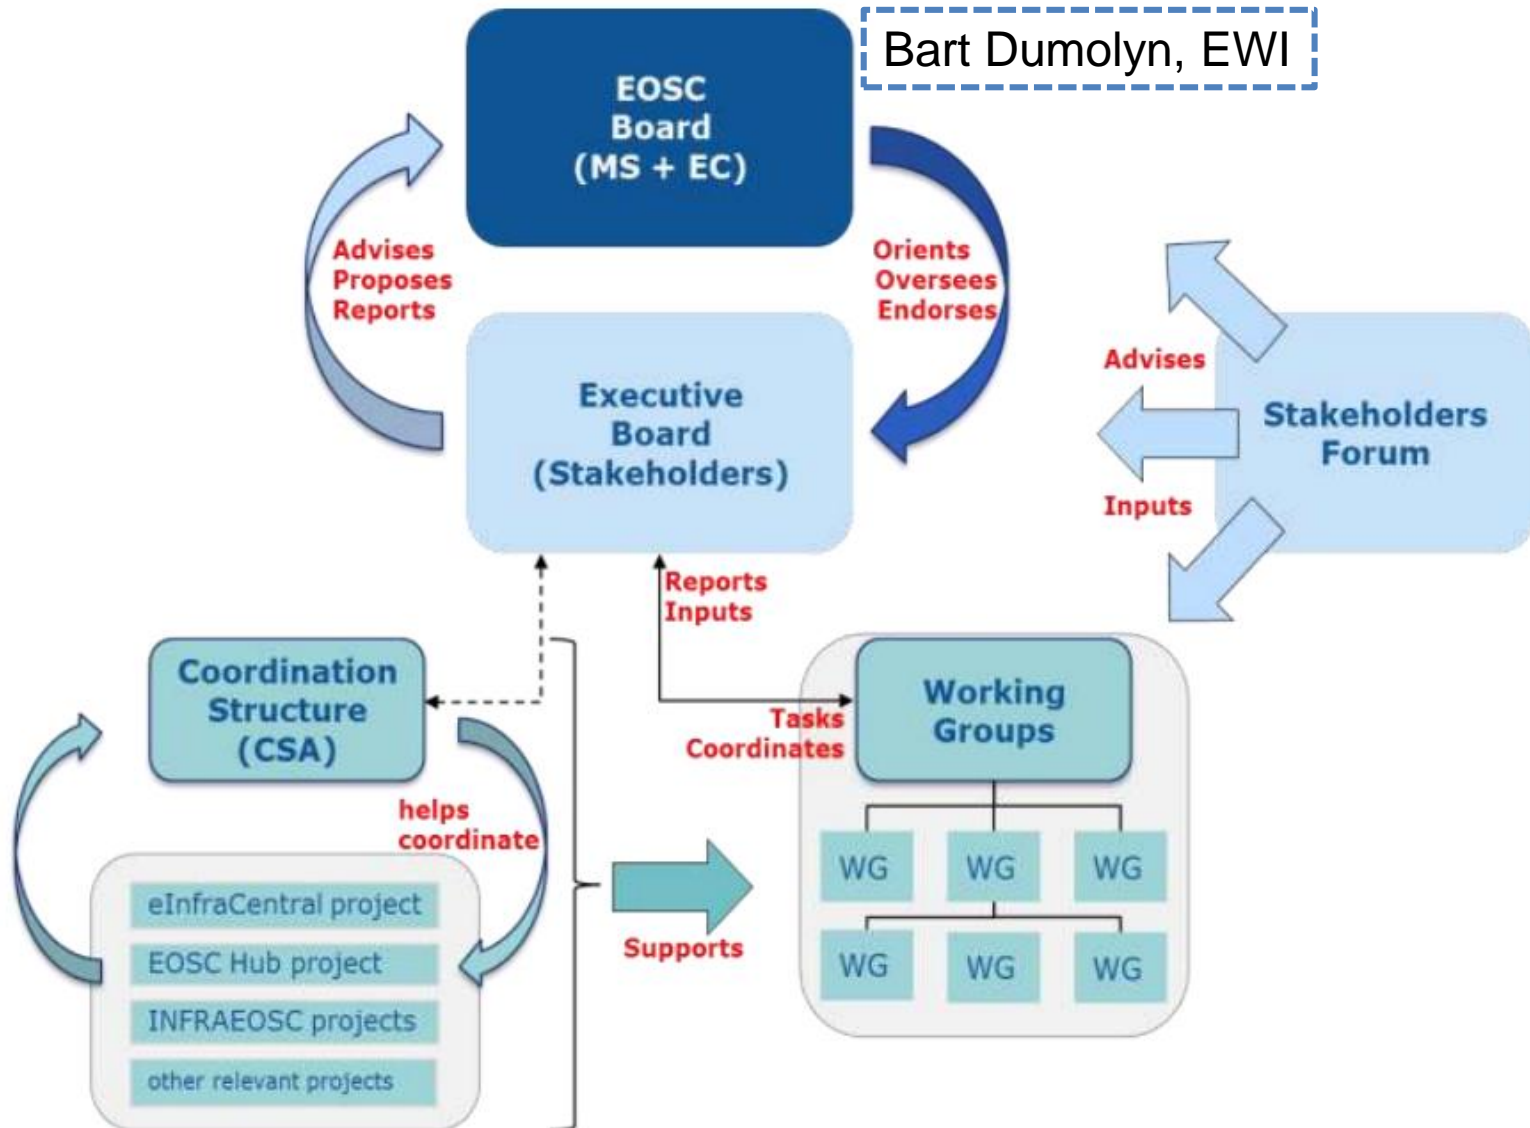 Bart Dumolyn, EWI
EOSC
Board
(MS + EC)
Advises
Proposes
Reports
Orients
Oversees
Endorses
Executive
Board
(Stakeholders)
Advises
Inputs
Stakeholders
Forum
Reports
Inputs
Coordination
Structure
(CSA)
Tasks
Coordinates
Working
Groups
helps
coordinate
eInfraCentral project
EOSC Hub project
INFRAEOSC projects
other relevant projects
Supports
WG WG WG
WG WG WG